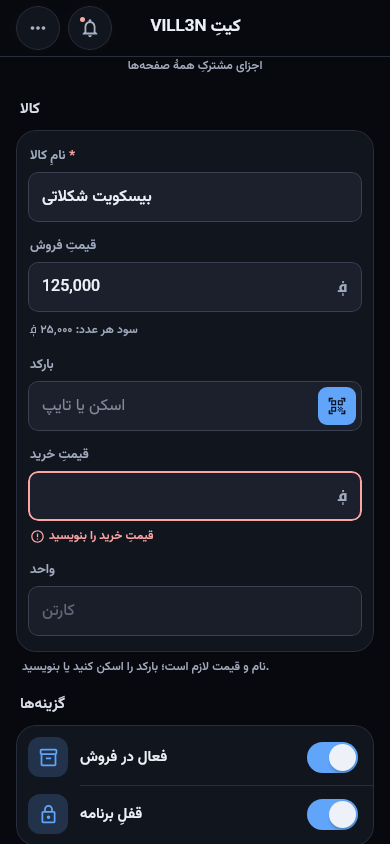 کیتِ VILL3N
اجزای مشترکِ همهٔ صفحه‌ها
کالا
نامِ کالا *
بیسکویت شکلاتی
قیمتِ فروش
125,000 ؋
سود هر عدد: ۲۵,۰۰۰ ؋
بارکد
اسکن یا تایپ
قیمتِ خرید
؋
قیمتِ خرید را بنویسید
واحد
کارتن
نام و قیمت لازم است؛ بارکد را اسکن کنید یا بنویسید.
گزینه‌ها
فعال در فروش
قفلِ برنامه